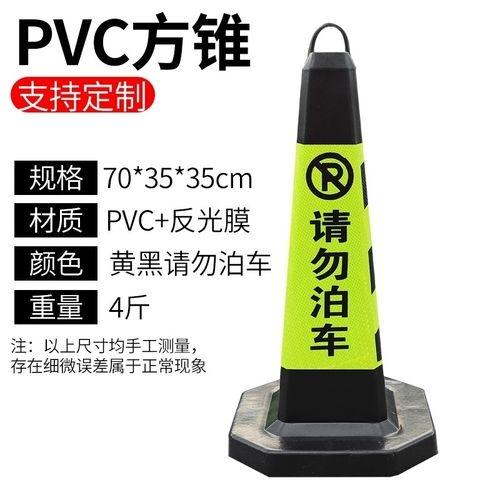 PVC方锥
支持定制
规格 70*35*35cm
材质 PVC+反光膜
颜色 黄黑请勿泊车
重量 4斤
注：以上尺寸均手工测量，
存在细微误差属于正常现象
P
请勿泊车